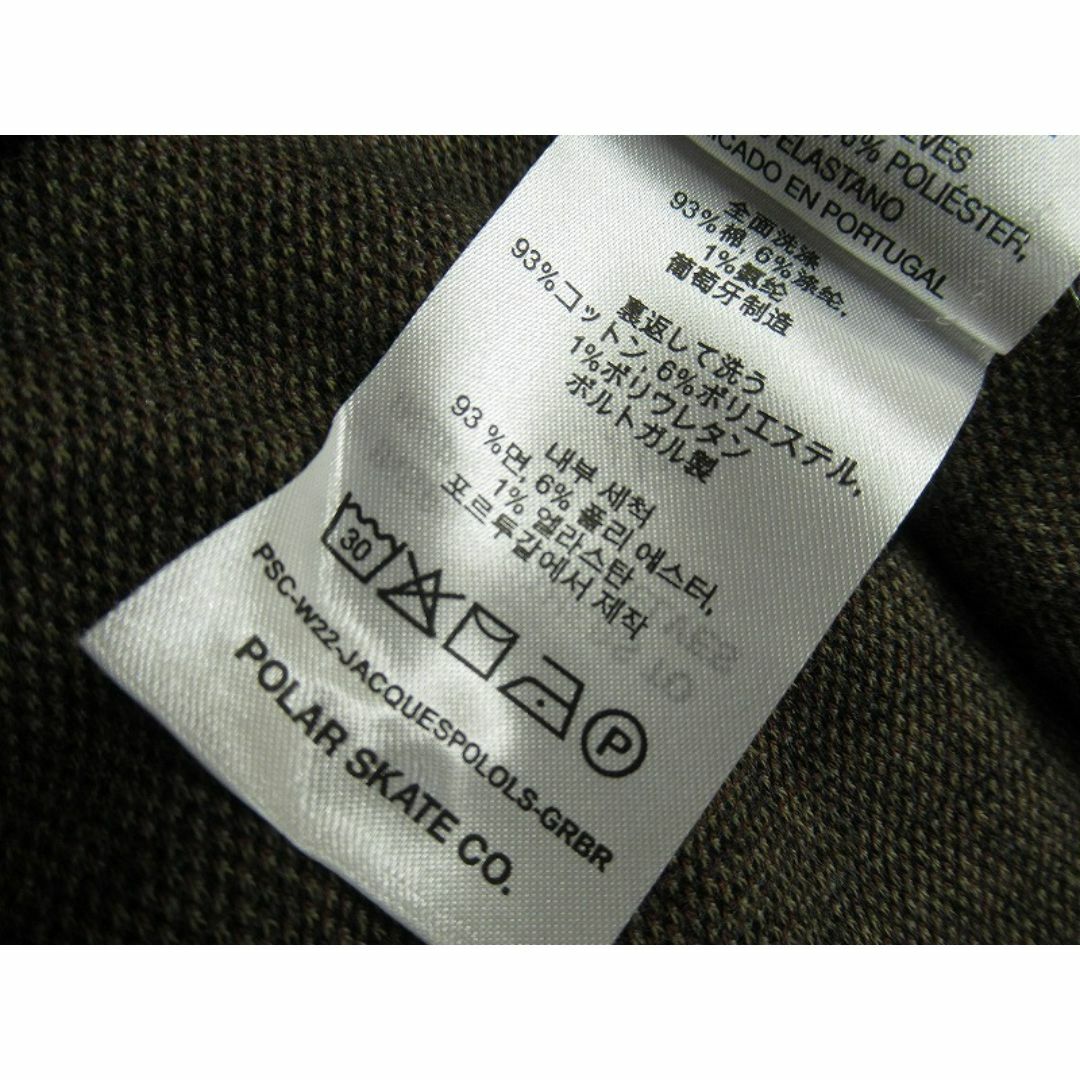 6% POLIÉSTER,
ELASTANO
EN PORTUGAL
全面洗涤
93%棉, 6%涤纶,
1%氨纶
葡萄牙制造
裏返して洗う
93%コットン 6%ポリエステル,
1%ポリウレタン
ポルトガル製
내부 세척
93 %면, 6% 폴리 에스터,
1% 엘라스탄
포르투갈에서 제작
30
P
PSC-W22-JACQUESPOLOLS-GRBR
POLAR SKATE CO.